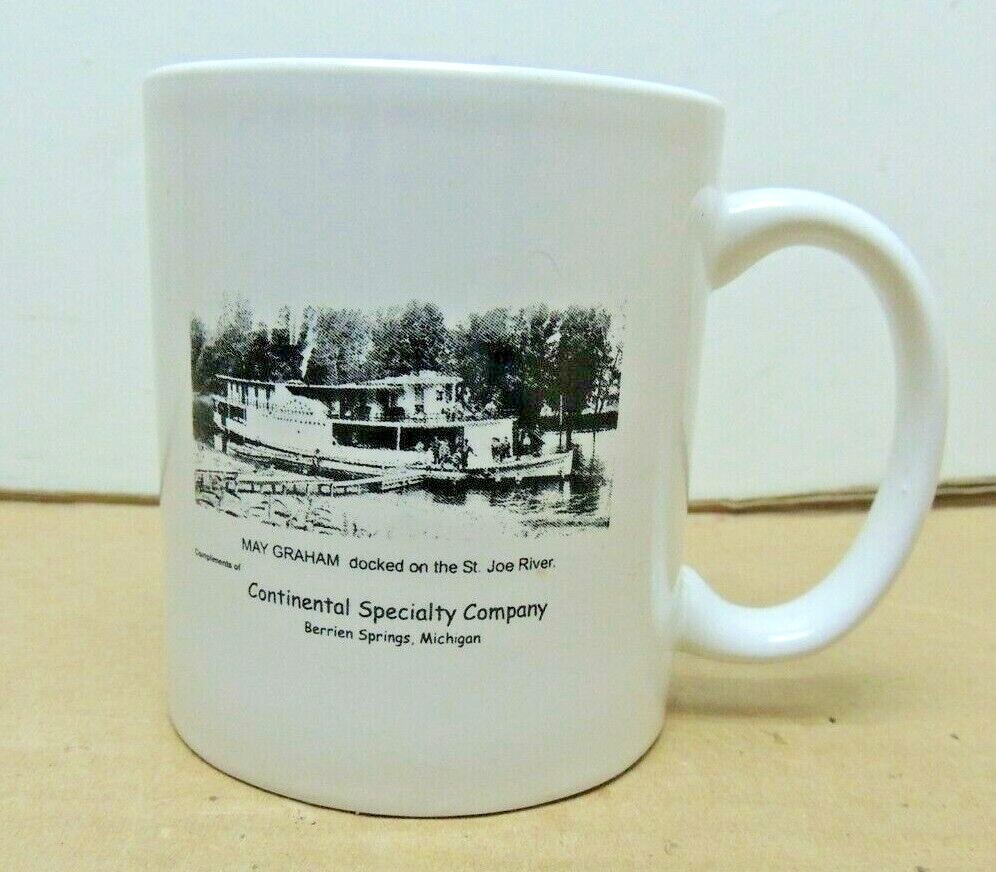 MAY GRAHAM docked on the St. Joe River.
Compliments of
Continental Specialty Company
Berrien Springs, Michigan